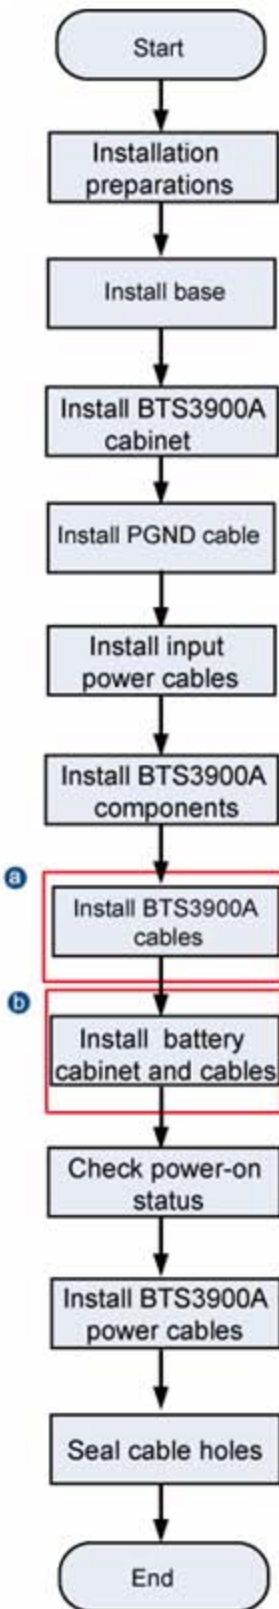 Start
Installation
preparations
Install base
Install BTS3900A
cabinet
Install PGND cable
Install input
power cables
Install BTS3900A
components
a
Install BTS3900A
cables
b
Install battery
cabinet and cables
Check power-on
status
Install BTS3900A
power cables
Seal cable holes
End